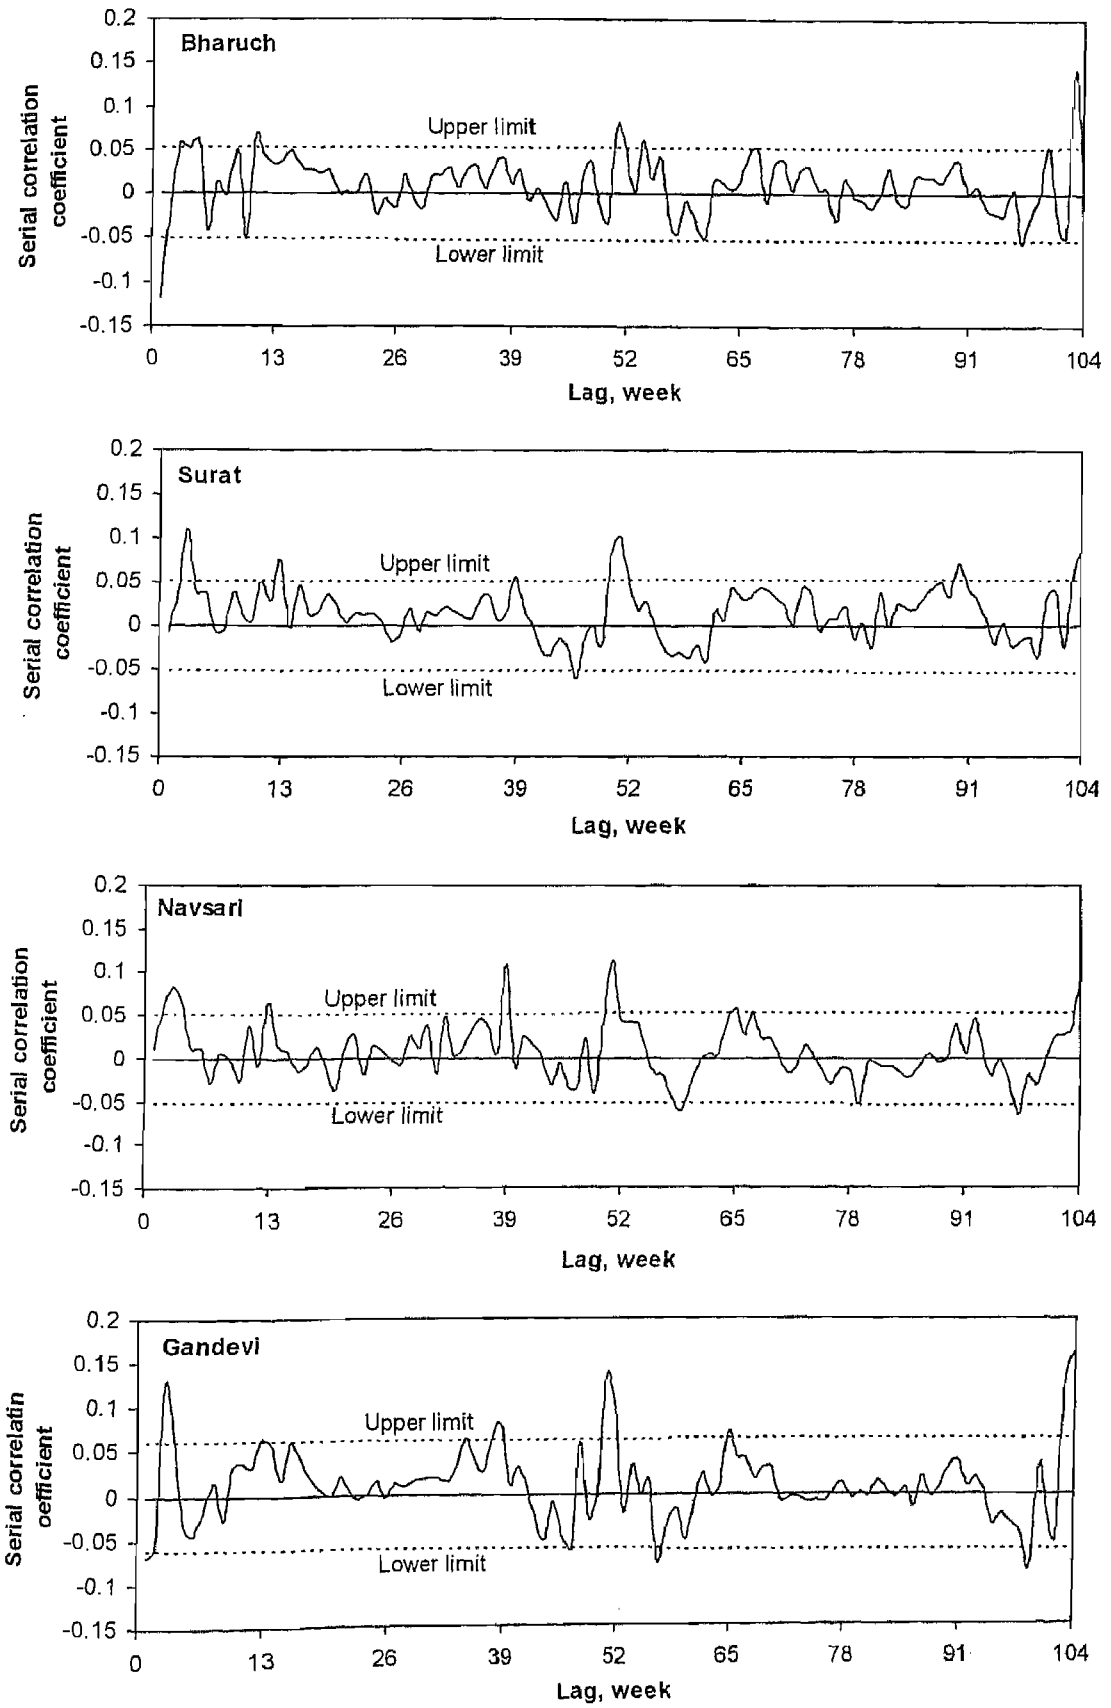 0.2
Bharuch
0.15
0.1
Upper limit
0.05
0
-0.05
Lower limit
-0.1
-0.15
Serial correlation
coefficient
0 13 26 39 52 65 78 91 104
Lag, week
0.2
Surat
0.15
0.1
Upper limit
0.05
0
-0.05
Lower limit
-0.1
-0.15
Serial correlation
coefficient
0 13 26 39 52 65 78 91 104
Lag, week
0.2
Navsari
0.15
0.1
Upper limit
0.05
0
-0.05
Lower limit
-0.1
-0.15
Serial correlation
coefficient
0 13 26 39 52 65 78 91 104
Lag, week
0.2
Gandevi
0.15
0.1
Upper limit
0.05
0
-0.05
Lower limit
-0.1
-0.15
Serial correlatin
oefficient
0 13 26 39 52 65 78 91 104
Lag, week